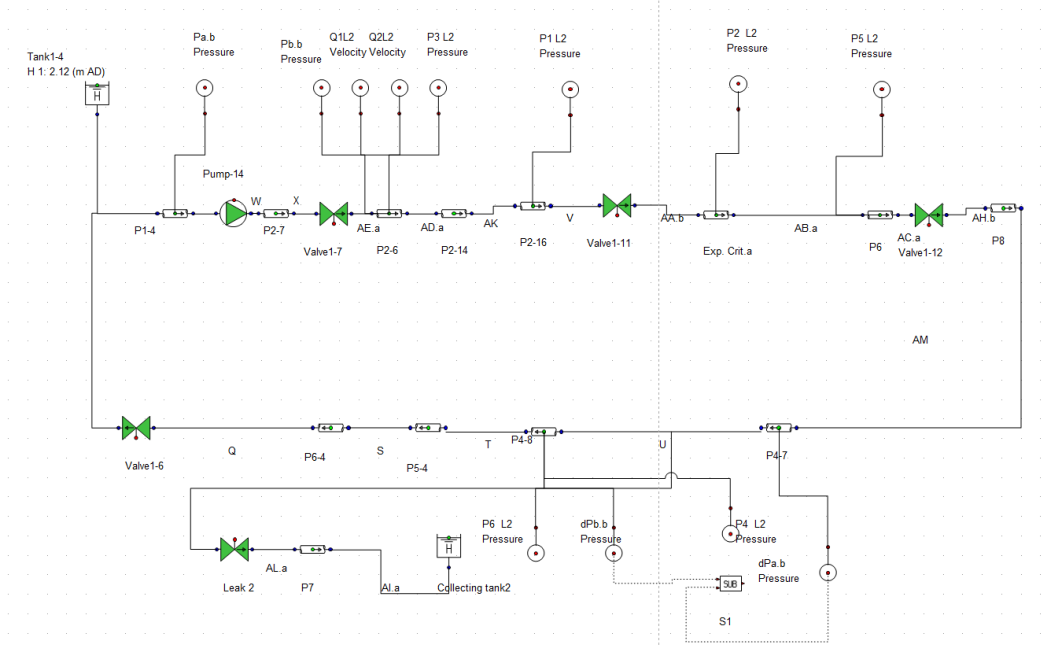 Tank1-4
H 1: 2.12 (m AD)
H
Pa.b
Pressure
Pb.b
Pressure
Q1L2
Velocity
Q2L2
Velocity
P3 L2
Pressure
P1 L2
Pressure
P2 L2
Pressure
P5 L2
Pressure
Pump-14
P1-4
W
P2-7
X
Valve1-7
AE.a
P2-6
AD.a
P2-14
AK
P2-16
V
Valve1-11
AA.b
Exp. Crit.a
AB.a
P6
AC.a
Valve1-12
AH.b
P8
AM
Valve1-6
Q
P6-4
S
P5-4
T
P4-8
U
P4-7
Leak 2
AL.a
P7
AI.a
H
Collecting tank2
P6 L2
Pressure
dPb.b
Pressure
P4 L2
Pressure
dPa.b
Pressure
SUB
S1